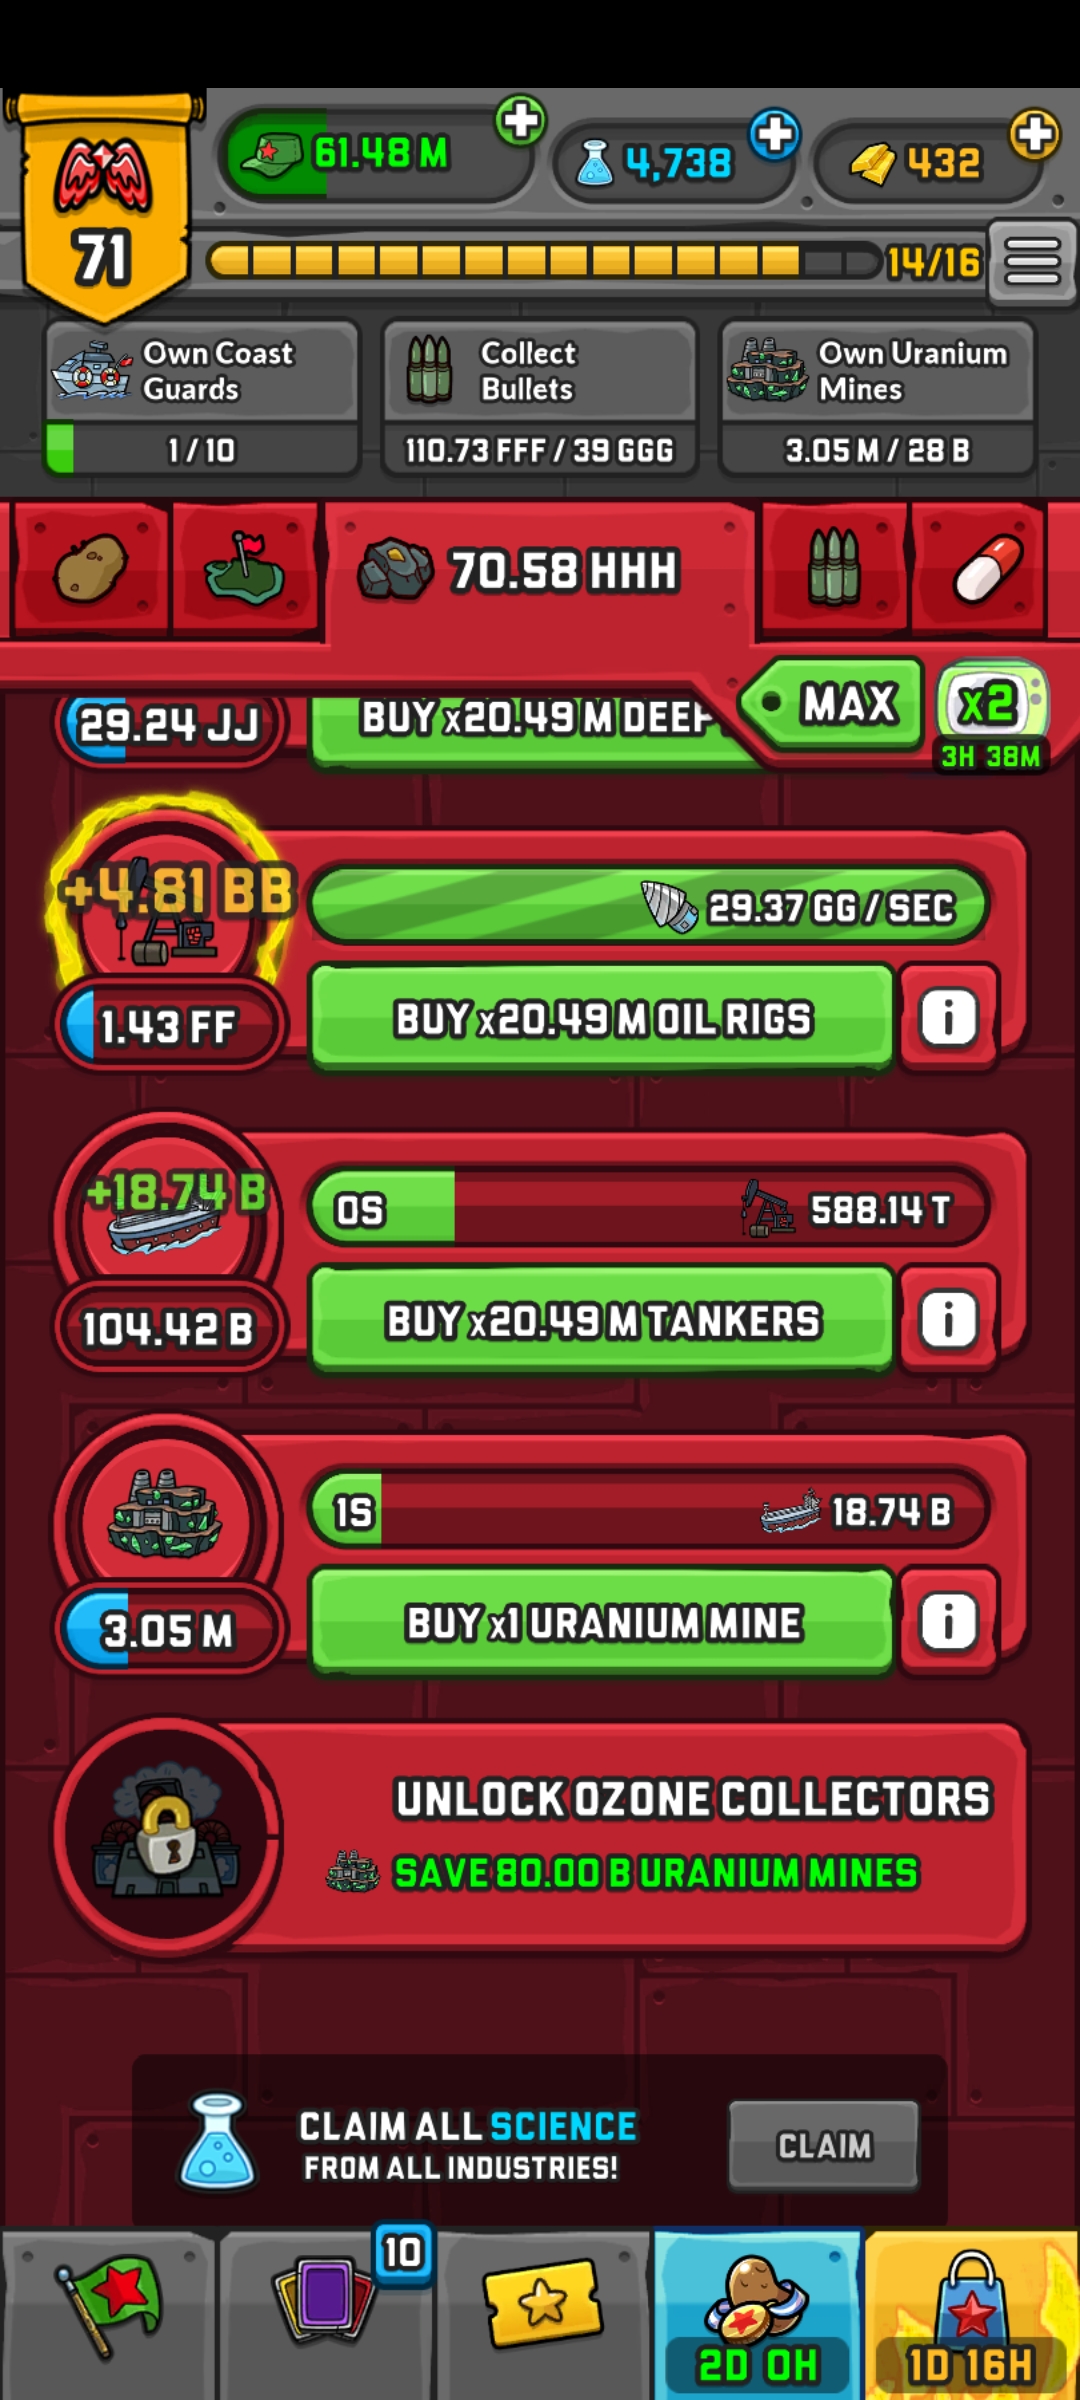 61.48 M
4,738
432
71
14/16
Own Coast
Guards
1/10
Collect
Bullets
110.73 FFF / 39 GGG
Own Uranium
Mines
3.05 M / 28 B
70.58 HHH
MAX
x2
3H 38M
29.24 JJ
BUY x20.49 M DEEP
+4.81 BB
29.37 GG / SEC
1.43 FF
BUY x20.49 M OIL RIGS
i
+18.74 B
0S
588.14 T
104.42 B
BUY x20.49 M TANKERS
i
1S
18.74 B
3.05 M
BUY x1 URANIUM MINE
i
UNLOCK OZONE COLLECTORS
SAVE 80.00 B URANIUM MINES
CLAIM ALL SCIENCE
FROM ALL INDUSTRIES!
CLAIM
10
2D 0H
1D 16H